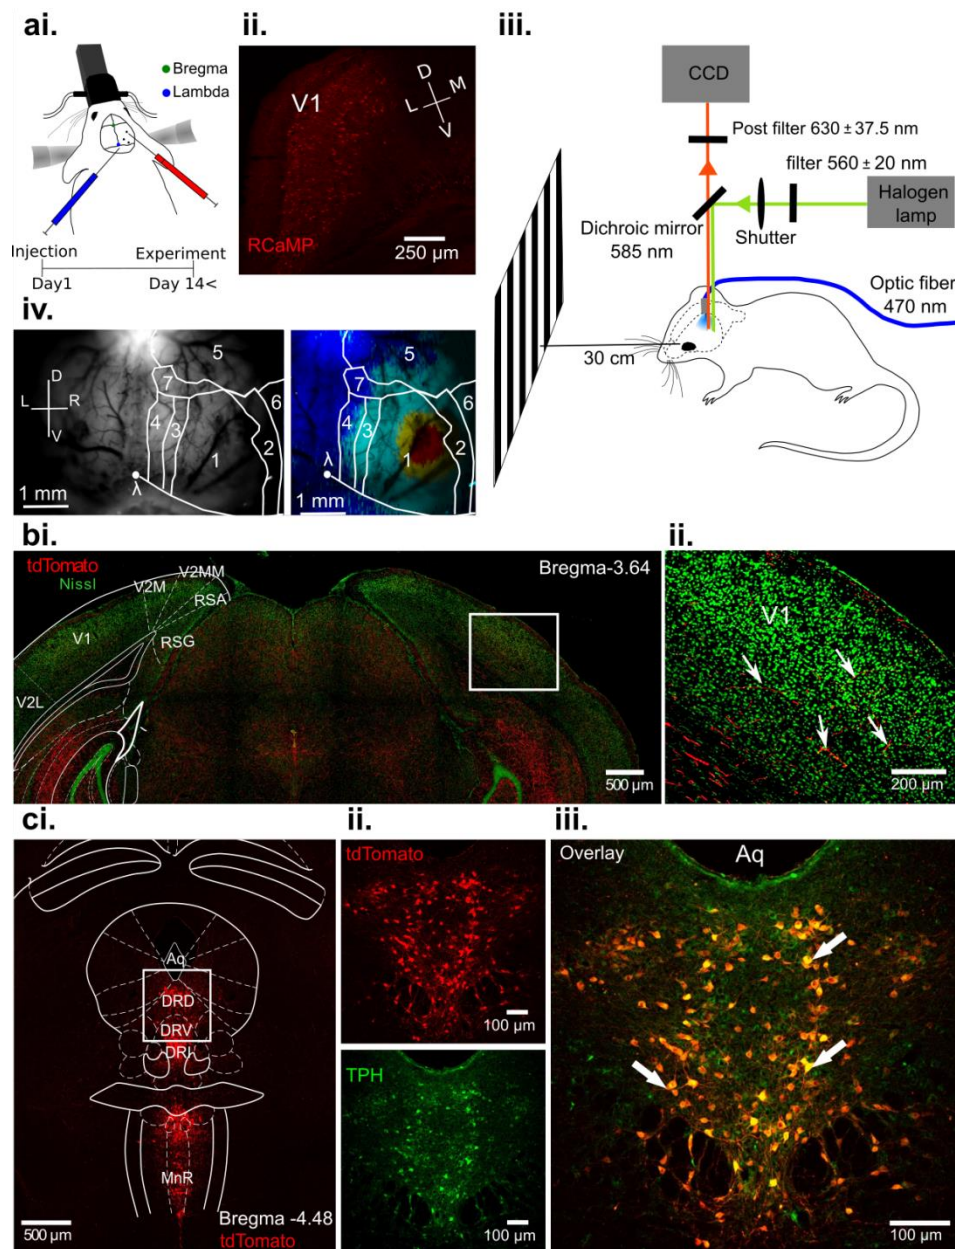 ai.
Bregma
Lambda
Injection
Experiment
Day1
Day 14<
ii.
V1
D
M
L
V
RCaMP
250 µm
iii.
CCD
Post filter 630 ± 37.5 nm
filter 560 ± 20 nm
Halogen
lamp
Dichroic mirror
585 nm
Shutter
Optic fiber
470 nm
30 cm
iv.
D
L R
V
5
7
6
4
3
2
1
λ
1 mm
5
7
6
4
3
2
1
λ
1 mm
bi.
tdTomato
Nissl
Bregma-3.64
V2MM
V2M
RSA
V1
RSG
V2L
500 µm
ii.
V1
200 µm
ci.
Aq
DRD
DRV
DRI
MnR
500 µm
Bregma -4.48
tdTomato
ii.
tdTomato
100 µm
TPH
100 µm
iii.
Overlay
Aq
100 µm